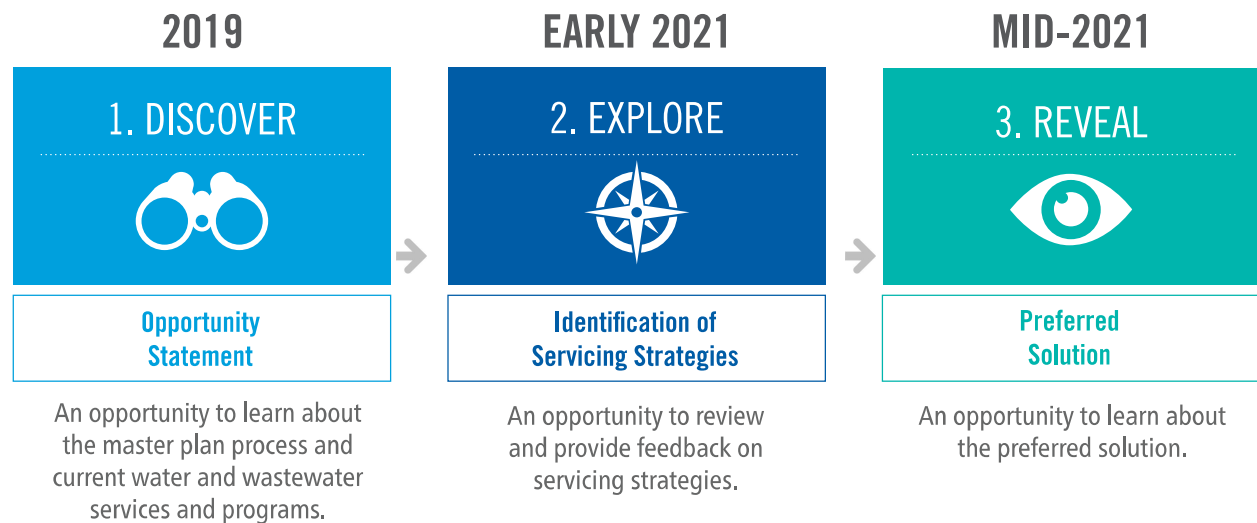 2019
1. DISCOVER
Opportunity
Statement
An opportunity to learn about
the master plan process and
current water and wastewater
services and programs.
EARLY 2021
2. EXPLORE
Identification of
Servicing Strategies
An opportunity to review
and provide feedback on
servicing strategies.
MID-2021
3. REVEAL
Preferred
Solution
An opportunity to learn about
the preferred solution.